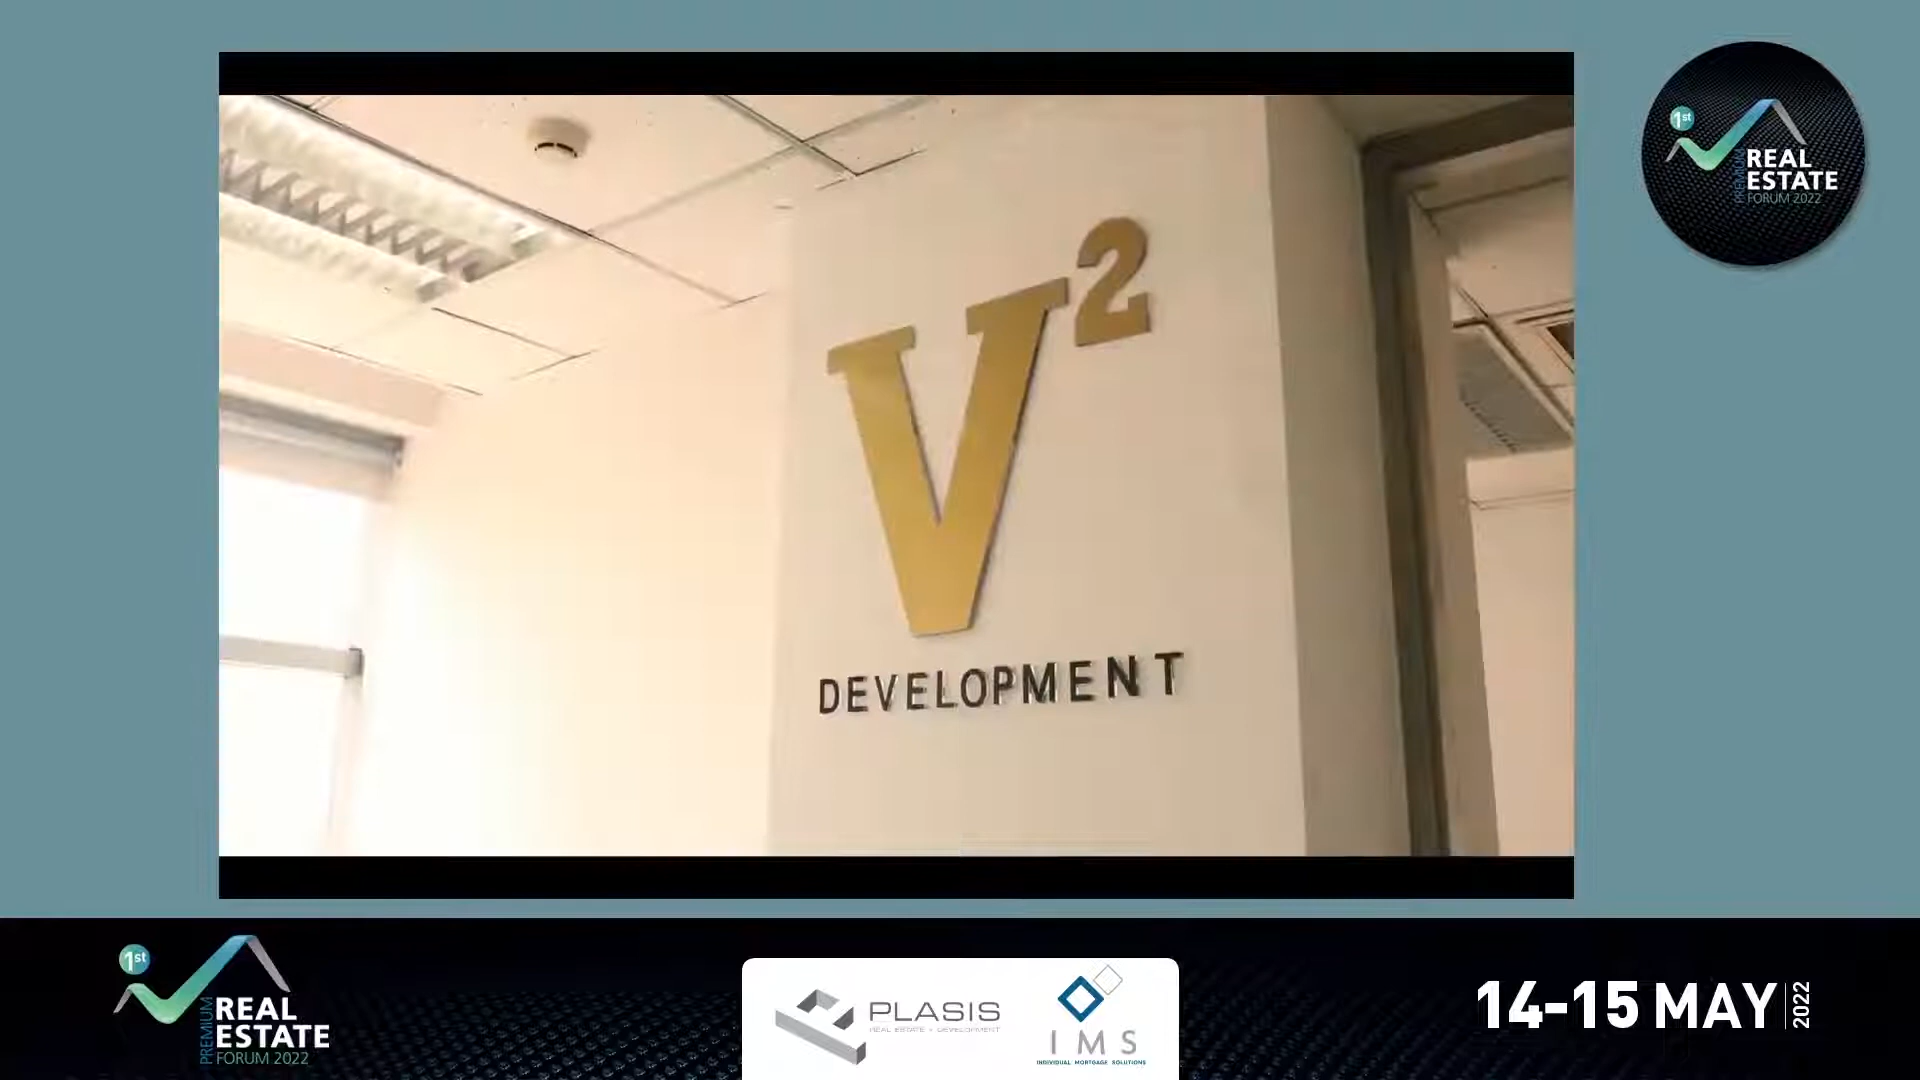 1st
PREMIUM
REAL
ESTATE
FORUM 2022
V²
DEVELOPMENT
1st
PREMIUM
REAL
ESTATE
FORUM 2022
PLASIS
REAL ESTATE + DEVELOPMENT
IMS
INDIVIDUAL MORTGAGE SOLUTIONS
14-15 MAY 2022